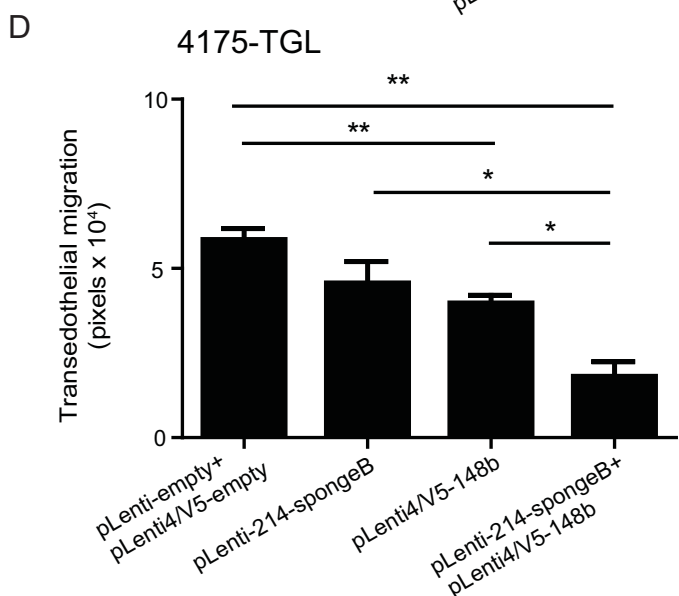 pLe
D
4175-TGL
Transedothelial migration
(pixels x 10⁴)
10
5
0
**
**
*
*
pLenti-empty+
pLenti4/V5-empty
pLenti-214-spongeB
pLenti4/V5-148b
pLenti-214-spongeB+
pLenti4/V5-148b